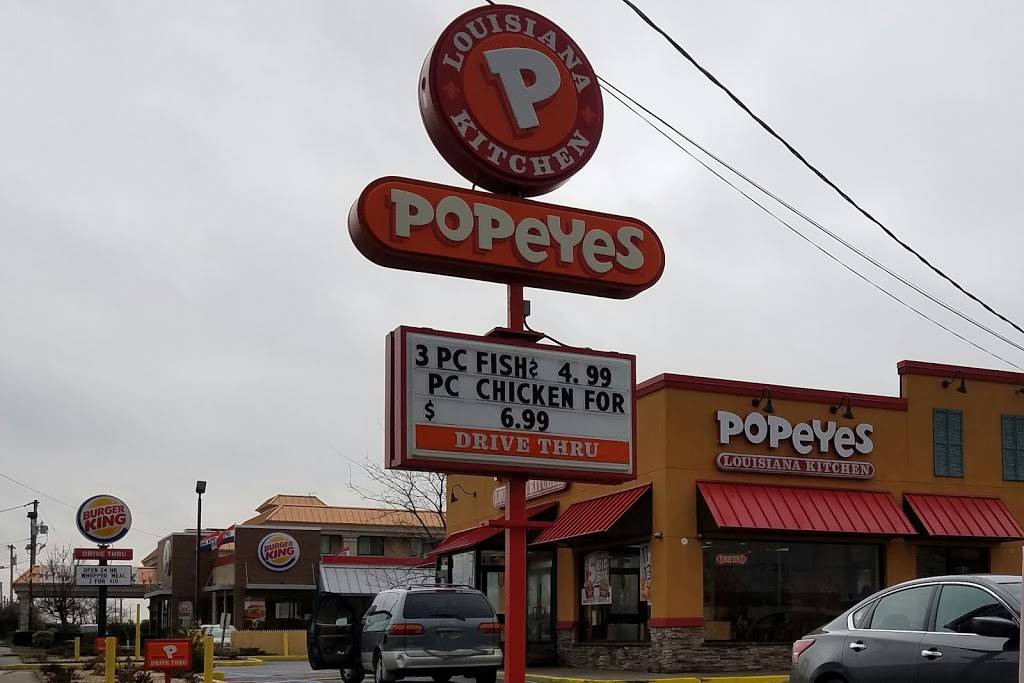 LOUISIANA
P
KITCHEN
POPEYES
3 PC FISH $ 4.99
PC CHICKEN FOR
$ 6.99
DRIVE THRU
POPEYES
LOUISIANA KITCHEN
BURGER
KING
DRIVE THRU
OPEN 24 HR
WHOPPER MEAL
2 FOR $10
BURGER
KING
P
DRIVE THRU